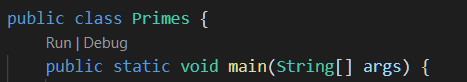 public class Primes {
Run | Debug
public static void main(String[] args) {